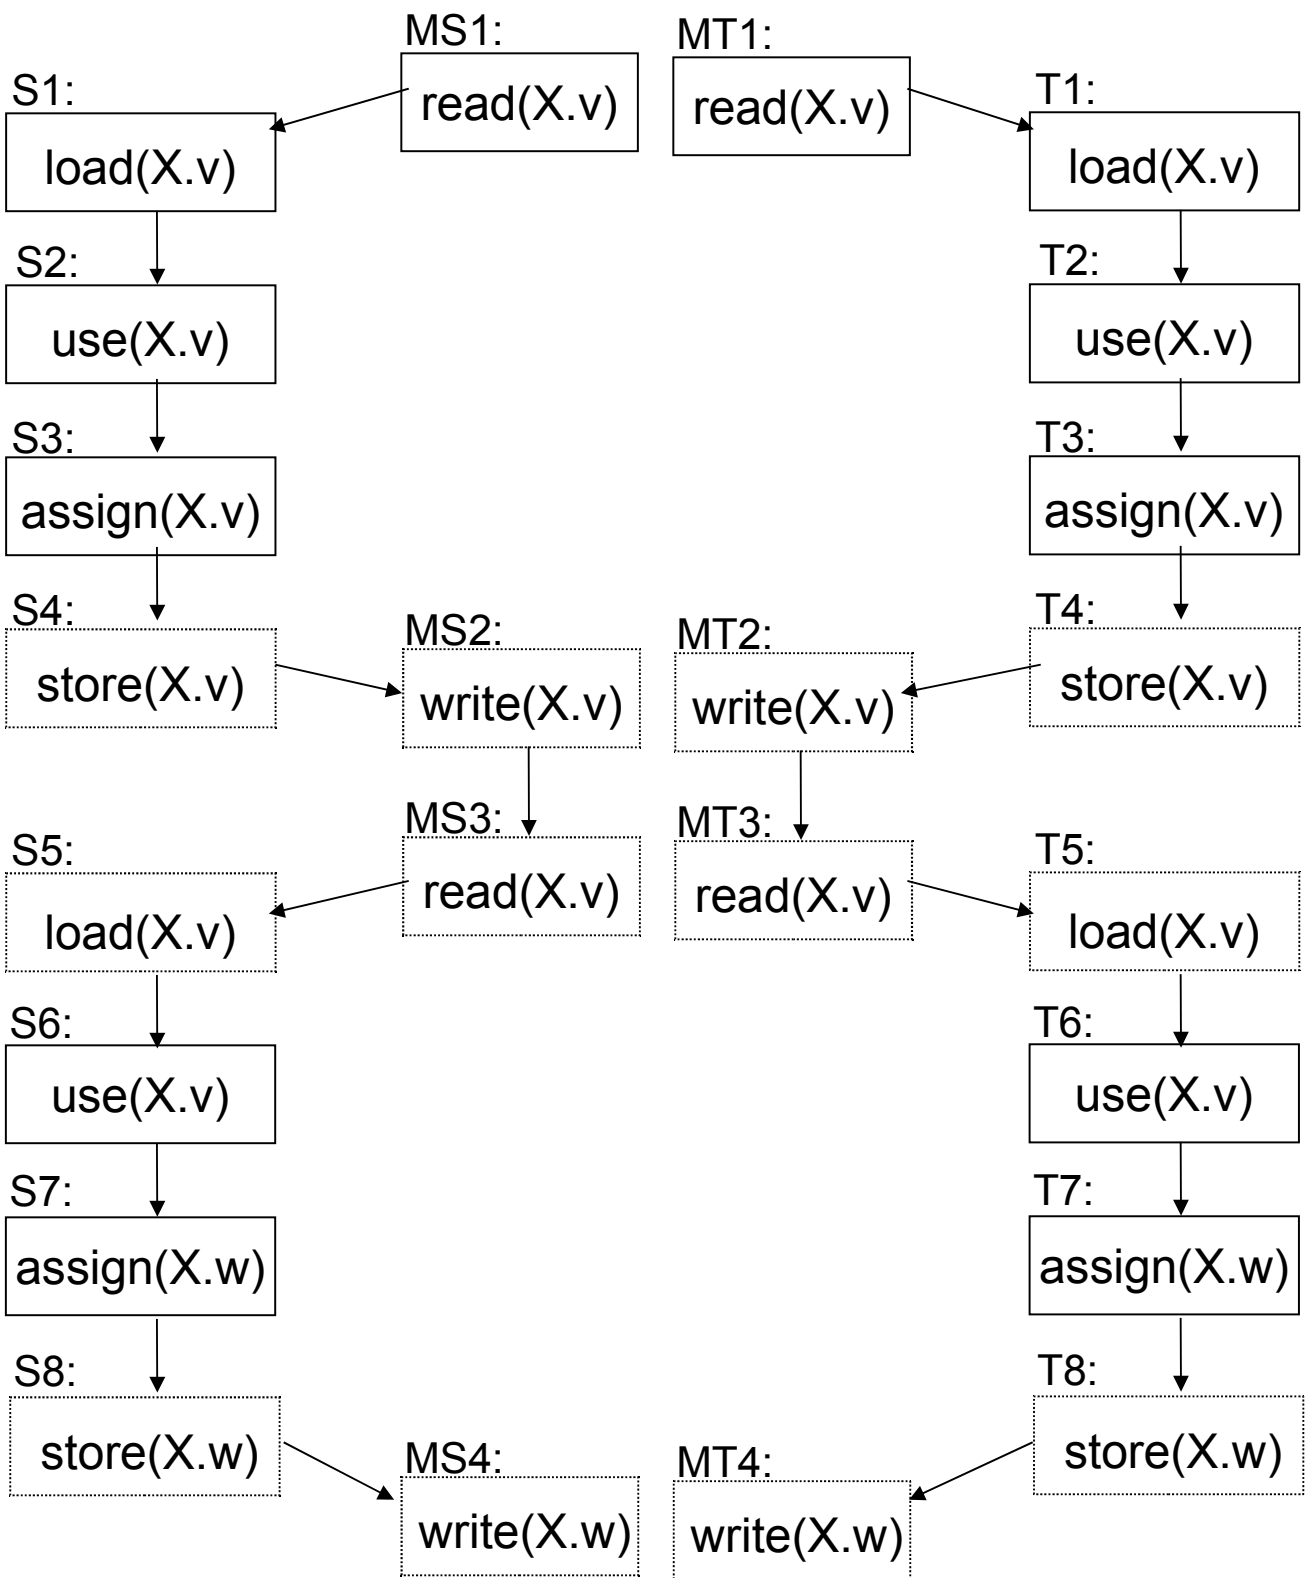 MS1:
MT1:
S1:
read(X.v)
read(X.v)
T1:
load(X.v)
load(X.v)
S2:
T2:
use(X.v)
use(X.v)
S3:
T3:
assign(X.v)
assign(X.v)
S4:
MS2:
MT2:
T4:
store(X.v)
write(X.v)
write(X.v)
store(X.v)
MS3:
MT3:
S5:
T5:
read(X.v)
read(X.v)
load(X.v)
load(X.v)
S6:
T6:
use(X.v)
use(X.v)
S7:
T7:
assign(X.w)
assign(X.w)
S8:
T8:
store(X.w)
store(X.w)
MS4:
MT4:
write(X.w)
write(X.w)